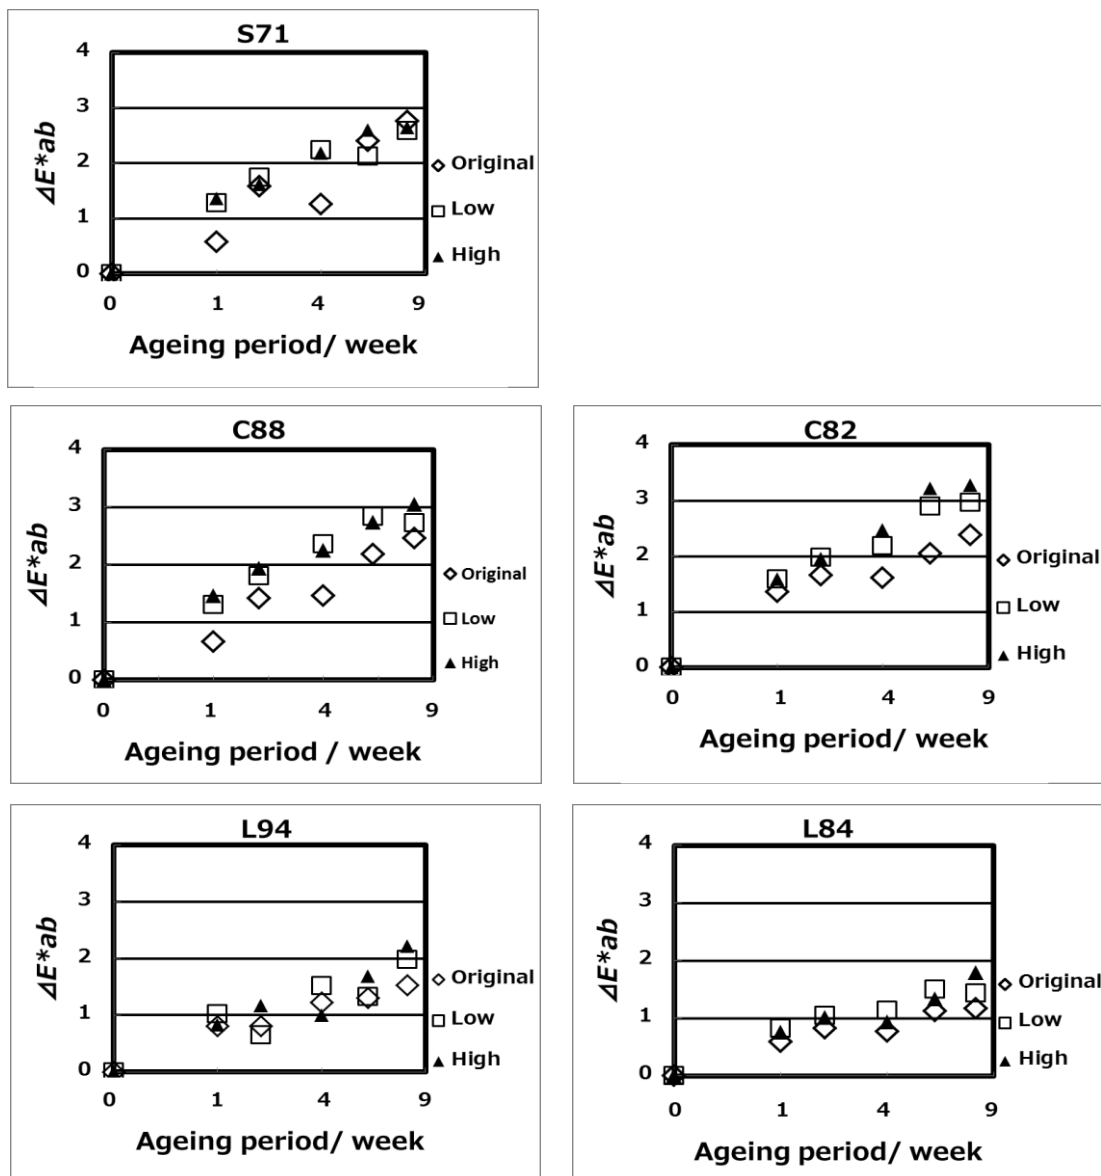 S71
4
3
2
1
0
ΔE*ab
0 1 4 9
Ageing period/ week
Original
Low
High
C88
4
3
2
1
0
ΔE*ab
0 1 4 9
Ageing period / week
Original
Low
High
C82
4
3
2
1
0
ΔE*ab
0 1 4 9
Ageing period/ week
Original
Low
High
L94
4
3
2
1
0
ΔE*ab
0 1 4 9
Ageing period/ week
Original
Low
High
L84
4
3
2
1
0
ΔE*ab
0 1 4 9
Ageing period/ week
Original
Low
High